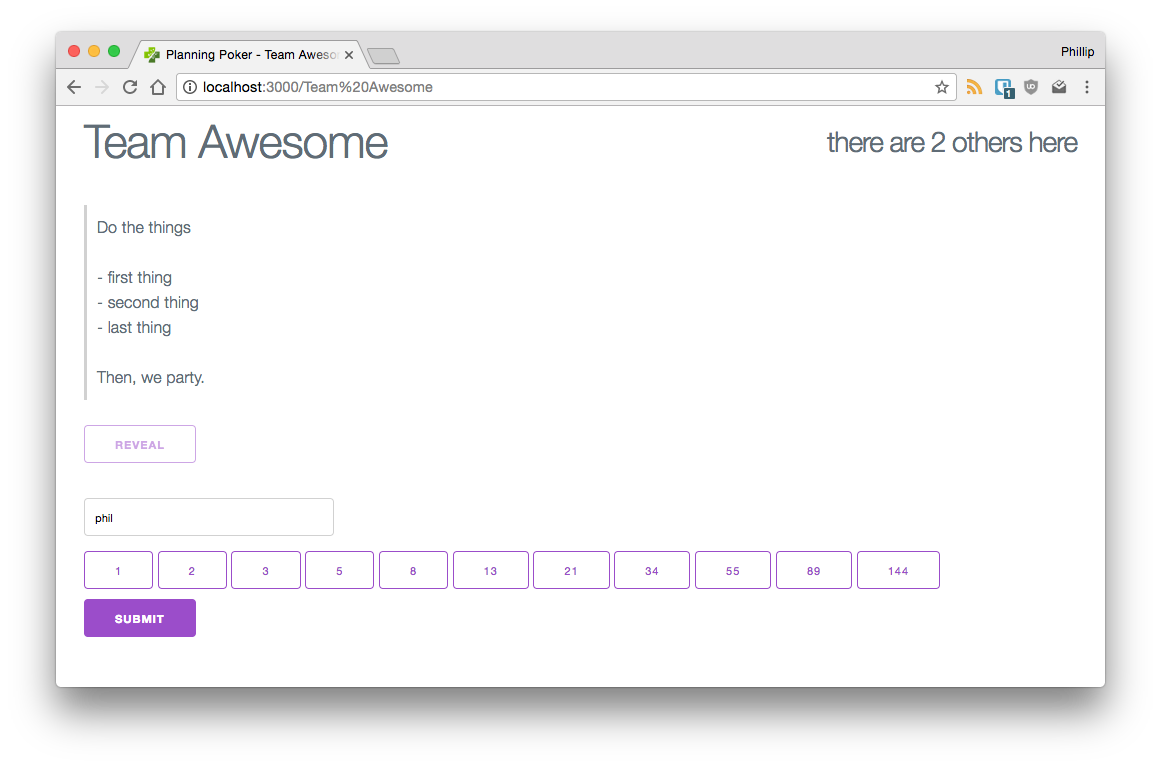 Planning Poker - Team Aweso
Phillip
localhost:3000/Team%20Awesome
1
Team Awesome
there are 2 others here
Do the things
- first thing
- second thing
- last thing
Then, we party.
REVEAL
phil
1 2 3 5 8 13 21 34 55 89 144
SUBMIT